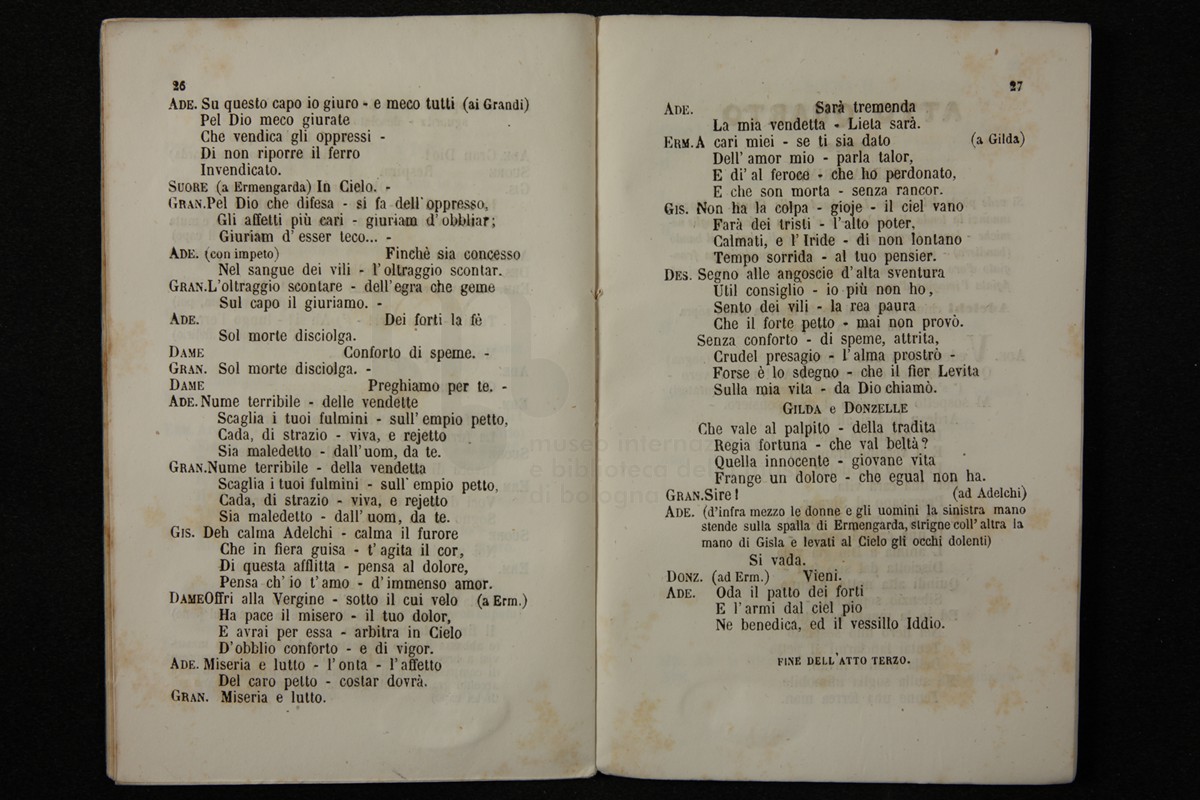 26
ADE. Su questo capo io giuro - e meco tutti (ai Grandi)
Pel Dio meco giurate
Che vendica gli oppressi -
Di non riporre il ferro
Invendicato.
SUORE (a Ermengarda) In Cielo. -
GRAN.Pel Dio che difesa - si fa dell'oppresso,
Gli affetti più cari - giuriam d'obbliar;
Giuriam d'esser teco... -
ADE. (con impeto) Finchè sia concesso
Nel sangue dei vili - l'oltraggio scontar.
GRAN.L'oltraggio scontare - dell'egra che geme
Sul capo il giuriamo. -
ADE. Dei forti la fè
Sol morte disciolga.
DAME Conforto di speme. -
GRAN. Sol morte disciolga. -
DAME Preghiamo per te. -
ADE.Nume terribile - delle vendette
Scaglia i tuoi fulmini - sull'empio petto,
Cada, di strazio - viva, e rejetto
Sia maledetto - dall'uom, da te.
GRAN.Nume terribile - della vendetta
Scaglia i tuoi fulmini - sull'empio petto,
Cada, di strazio - viva, e rejetto
Sia maledetto - dall'uom, da te.
GIS. Deh calma Adelchi - calma il furore
Che in fiera guisa - t'agita il cor,
Di questa afflitta - pensa al dolore,
Pensa ch'io t'amo - d'immenso amor.
DAMEOffri alla Vergine - sotto il cui velo (a Erm.)
Ha pace il misero - il tuo dolor,
E avrai per essa - arbitra in Cielo
D'obblio conforto - e di vigor.
ADE. Miseria e lutto - l'onta - l'affetto
Del caro petto - costar dovrà.
GRAN. Miseria e lutto.
27
ADE. Sarà tremenda
La mia vendetta - Lieta sarà.
ERM.A cari miei - se ti sia dato (a Gilda)
Dell'amor mio - parla talor,
E di' al feroce - che ho perdonato,
E che son morta - senza rancor.
GIS. Non ha la colpa - gioje - il ciel vano
Farà dei tristi - l'alto poter,
Calmati, e l'Iride - di non lontano
Tempo sorrida - al tuo pensier.
DES. Segno alle angoscie d'alta sventura
Util consiglio - io più non ho,
Sento dei vili - la rea paura
Che il forte petto - mai non provò.
Senza conforto - di speme, attrita,
Crudel presagio - l'alma prostrò -
Forse è lo sdegno - che il fier Levita
Sulla mia vita - da Dio chiamò.
GILDA e DONZELLE
Che vale al palpito - della tradita
Regia fortuna - che val beltà?
Quella innocente - giovane vita
Frange un dolore - che egual non ha.
GRAN.Sire! (ad Adelchi)
ADE. (d'infra mezzo le donne e gli uomini la sinistra mano
stende sulla spalla di Ermengarda, strigne coll'altra la
mano di Gisla e levati al Cielo gli occhi dolenti)
Si vada.
DONZ. (ad Erm.) Vieni.
ADE. Oda il patto dei forti
E l'armi dal ciel pio
Ne benedica, ed il vessillo Iddio.
FINE DELL'ATTO TERZO.
museo internaz
e biblioteca del
di bologna